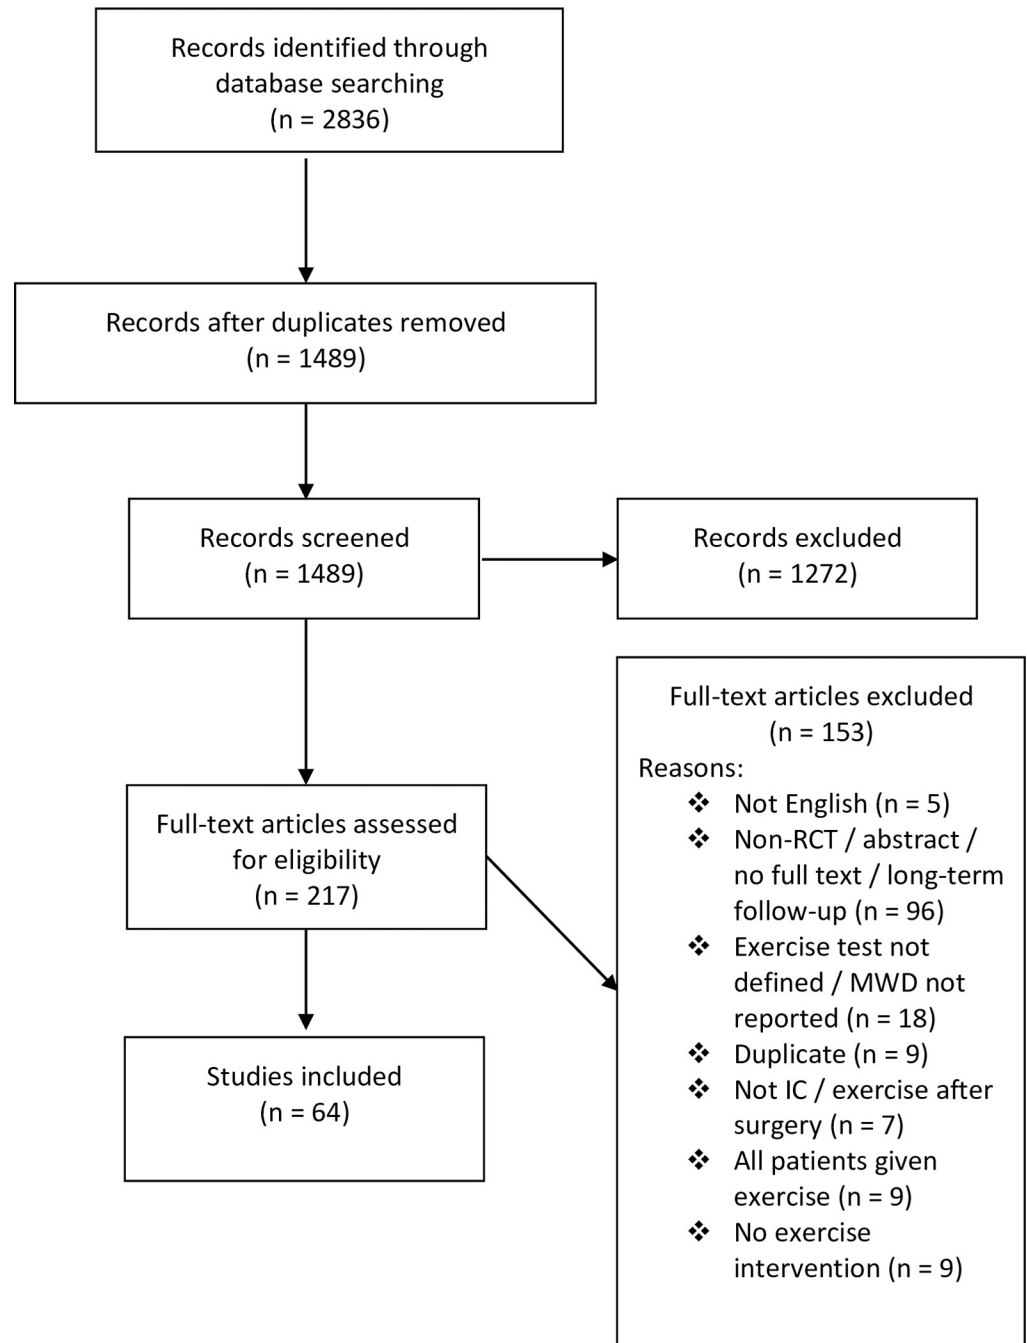 Records identified through
database searching
(n = 2836)
Records after duplicates removed
(n = 1489)
Records screened
(n = 1489)
Records excluded
(n = 1272)
Full-text articles assessed
for eligibility
(n = 217)
Full-text articles excluded
(n = 153)
Reasons:
❖ Not English (n = 5)
❖ Non-RCT / abstract /
no full text / long-term
follow-up (n = 96)
❖ Exercise test not
defined / MWD not
reported (n = 18)
❖ Duplicate (n = 9)
❖ Not IC / exercise after
surgery (n = 7)
❖ All patients given
exercise (n = 9)
❖ No exercise
intervention (n = 9)
Studies included
(n = 64)